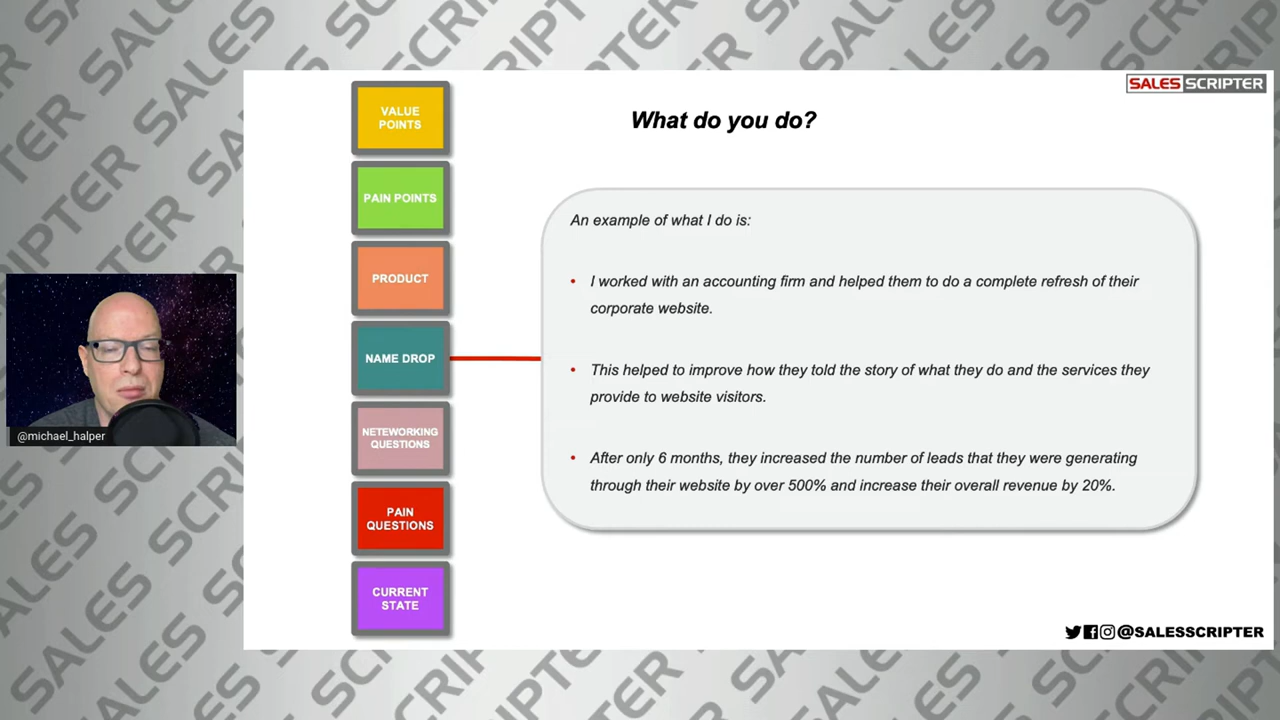 SALES SCRIPTER
What do you do?
VALUE
POINTS
PAIN POINTS
PRODUCT
NAME DROP
NETEWORKING
QUESTIONS
PAIN
QUESTIONS
CURRENT
STATE
An example of what I do is:
• I worked with an accounting firm and helped them to do a complete refresh of their
corporate website.
• This helped to improve how they told the story of what they do and the services they
provide to website visitors.
• After only 6 months, they increased the number of leads that they were generating
through their website by over 500% and increase their overall revenue by 20%.
@michael_halper
@SALESSCRIPTER